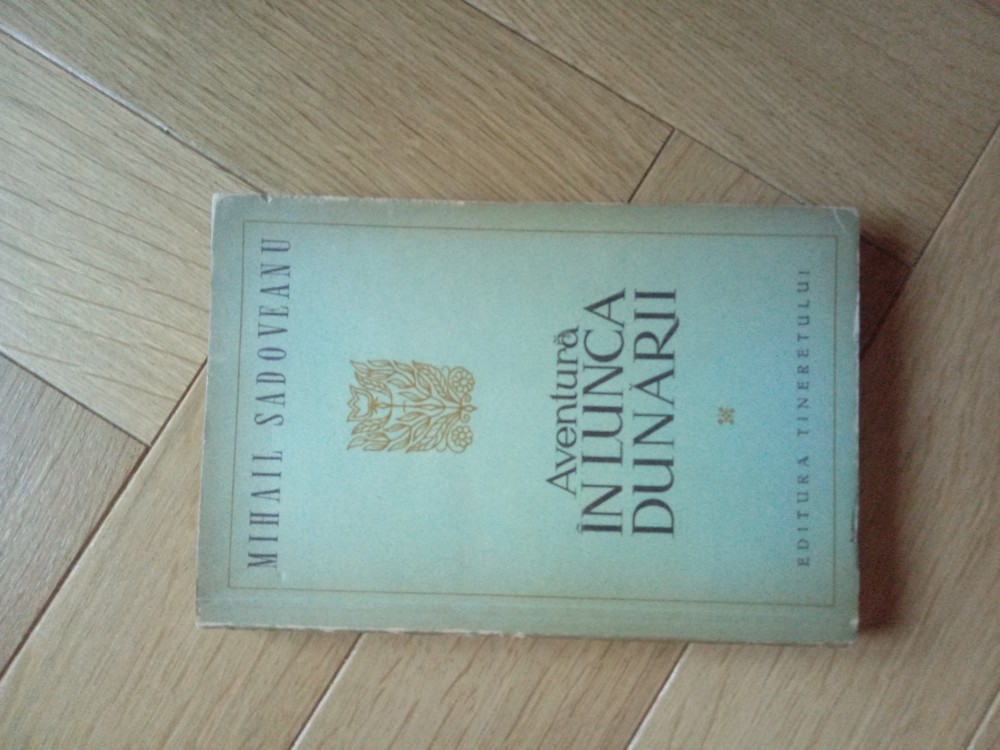 MIHAIL SADOVEANU
Aventură
ÎN LUNCA
DUNĂRII
EDITURA TINERETULUI